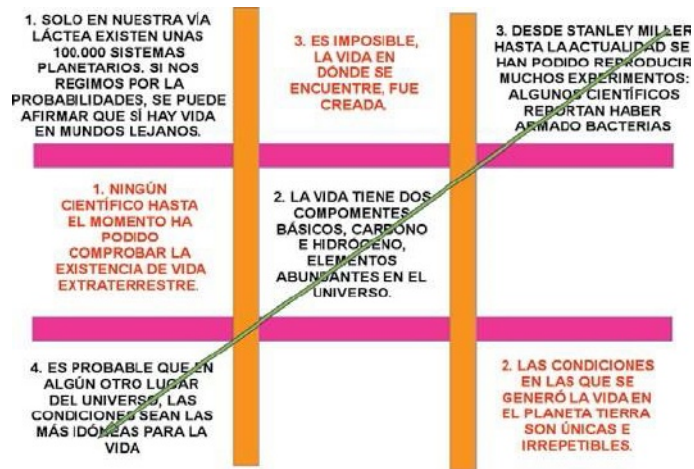 1. SOLO EN NUESTRA VÍA
LÁCTEA EXISTEN UNAS
100.000 SISTEMAS
PLANETARIOS. SI NOS
REGIMOS POR LA
PROBABILIDADES, SE PUEDE
AFIRMAR QUE SÍ HAY VIDA
EN MUNDOS LEJANOS.
3. ES IMPOSIBLE,
LA VIDA EN
DONDE SE
ENCUENTRE, FUE
CREADA.
3. DESDE STANLEY MILLER
HASTA LA ACTUALIDAD SE
HAN PODIDO REPRODUCIR
MUCHOS EXPERIMENTOS:
ALGUNOS CIENTÍFICOS
REPORTAN HABER
ARMADO BACTERIAS
1. NINGÚN
CIENTÍFICO HASTA
EL MOMENTO HA
PODIDO
COMPROBAR LA
EXISTENCIA DE VIDA
EXTRATERRESTRE.
2. LA VIDA TIENE DOS
COMPOMENTES
BÁSICOS, CARBONO
E HIDRÓGENO,
ELEMENTOS
ABUNDANTES EN EL
UNIVERSO.
4. ES PROBABLE QUE EN
ALGÚN OTRO LUGAR
DEL UNIVERSO, LAS
CONDICIONES SEAN LAS
MÁS IDÓNEAS PARA LA
VIDA
2. LAS CONDICIONES
EN LAS QUE SE
GENERÓ LA VIDA EN
EL PLANETA TIERRA
SON ÚNICAS E
IRREPETIBLES.